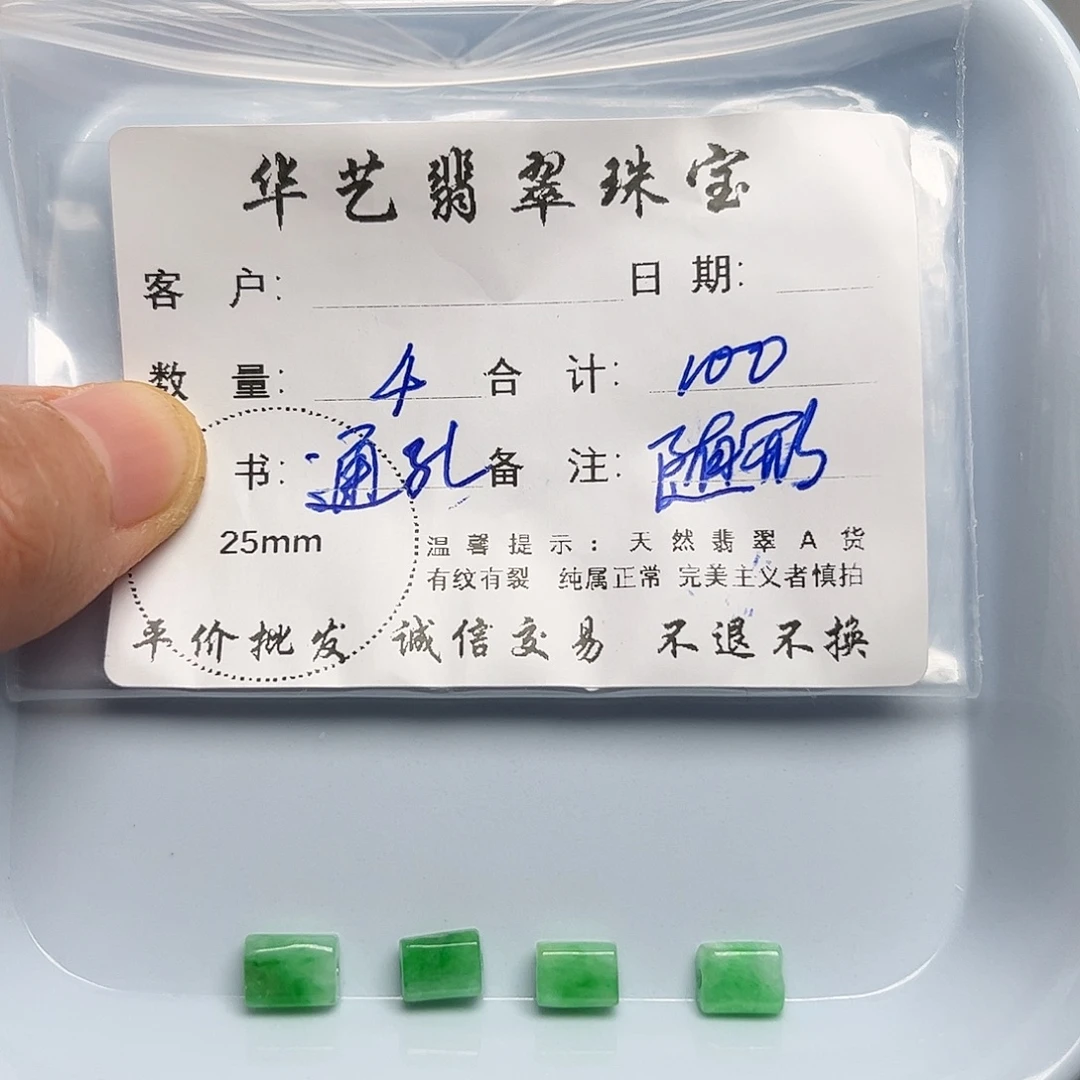 华艺翡翠珠宝
客 户: 日 期:
数 量: 4 合 计: 100
书: 通孔 备 注: 随形
25mm
温馨提示: 天然翡翠A货
有纹有裂 纯属正常 完美主义者慎拍
平价批发 诚信交易 不退不换